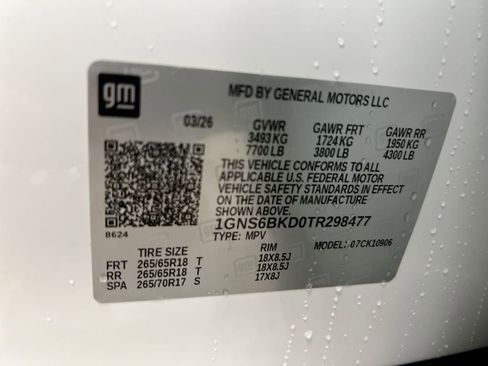 gm
MFD BY GENERAL MOTORS LLC
03/26 GVWR GAWR FRT GAWR RR
3493 KG 1724 KG 1950 KG
7700 LB 3800 LB 4300 LB
THIS VEHICLE CONFORMS TO ALL
APPLICABLE U.S. FEDERAL MOTOR
VEHICLE SAFETY STANDARDS IN EFFECT
ON THE DATE OF MANUFACTURE
SHOWN ABOVE.
8624
1GNS6BKD0TR298477
TYPE: MPV MODEL: 07CK10906
TIRE SIZE RIM
FRT 265/65R18 T 18X8.5J
RR 265/65R18 T 18X8.5J
SPA 265/70R17 S 17X8J